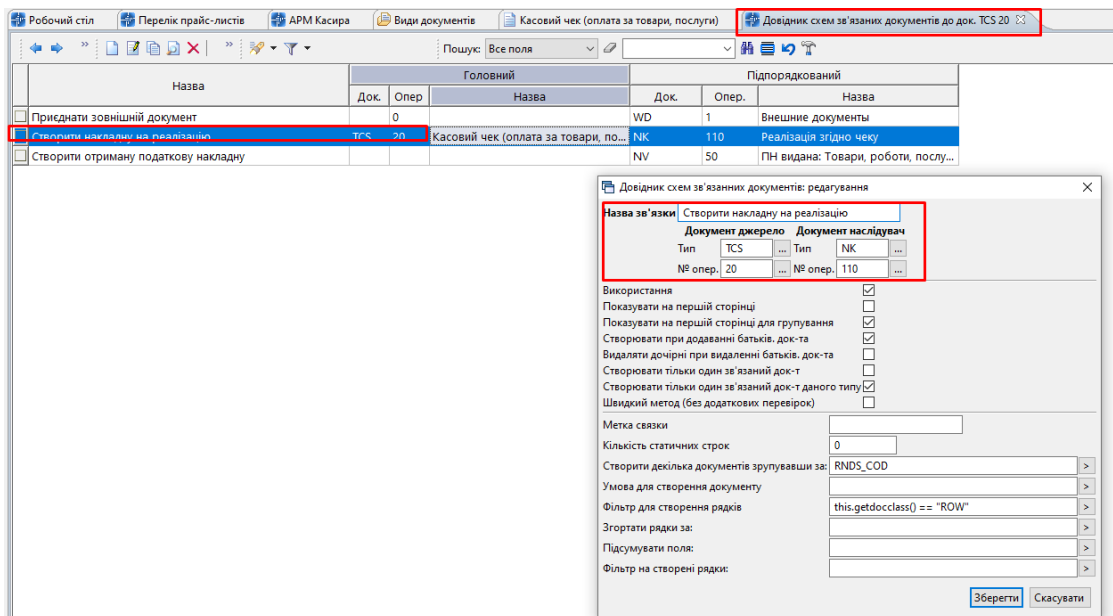 Робочий стіл Перелік прайс-листів АРМ Касира Види документів Касовий чек (оплата за товари, послуги) Довідник схем зв'язаних документів до док. TCS 20
Пошук: Все поля
Назва Головний Підпорядкований
Док. Опер Назва Док. Опер. Назва
Приєднати зовнішній документ 0 WD 1 Внешние документы
Створити накладну на реалізацію TCS 20 Касовий чек (оплата за товари, по... NK 110 Реалізація згідно чеку
Створити отриману податкову накладну NV 50 ПН видана: Товари, роботи, послу...
Довідник схем зв'язанних документів: редагування
Назва зв'язки Створити накладну на реалізацію
Документ джерело Документ наслідувач
Тип TCS ... Тип NK ...
№ опер. 20 ... № опер. 110 ...
Використання
Показувати на першій сторінці
Показувати на першій сторінці для групування
Створювати при додаванні батьків. док-та
Видаляти дочірні при видаленні батьків. док-та
Створювати тільки один зв'язаний док-т
Створювати тільки один зв'язаний док-т даного типу
Швидкий метод (без додаткових перевірок)
Метка связки
Кількість статичних строк 0
Створити декілька документів зрупувавши за: RNDS_COD >
Умова для створення документу >
Фільтр для створення рядків this.getdocclass() == "ROW" >
Згортати рядки за: >
Підсумувати поля: >
Фільтр на створені рядки: >
Зберегти Скасувати